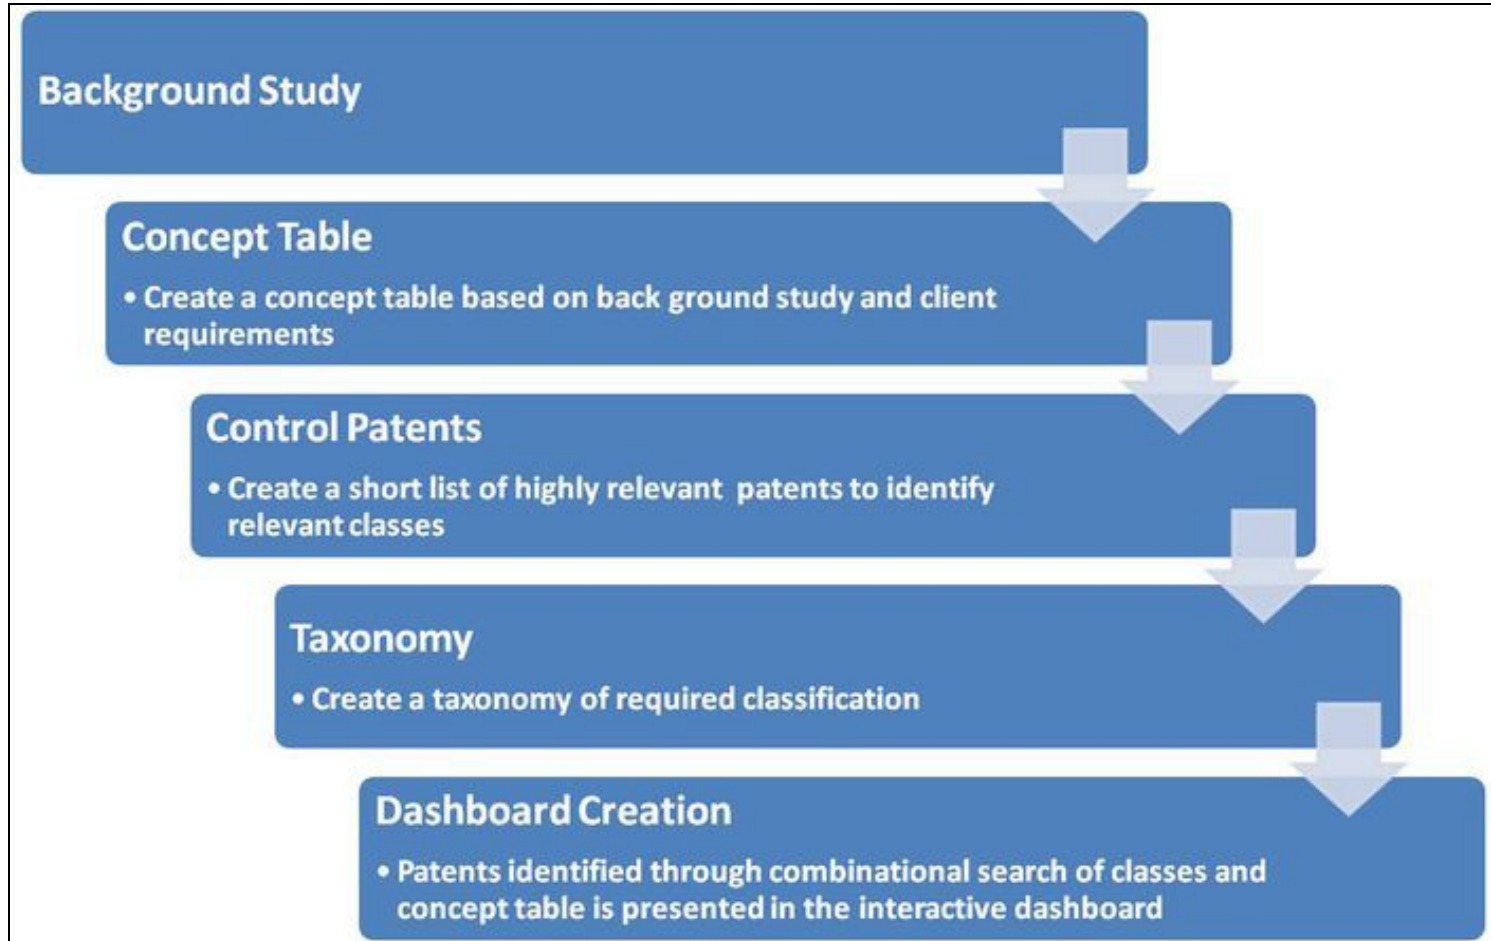 Background Study
Concept Table
• Create a concept table based on back ground study and client
requirements
Control Patents
• Create a short list of highly relevant patents to identify
relevant classes
Taxonomy
• Create a taxonomy of required classification
Dashboard Creation
• Patents identified through combinational search of classes and
concept table is presented in the interactive dashboard